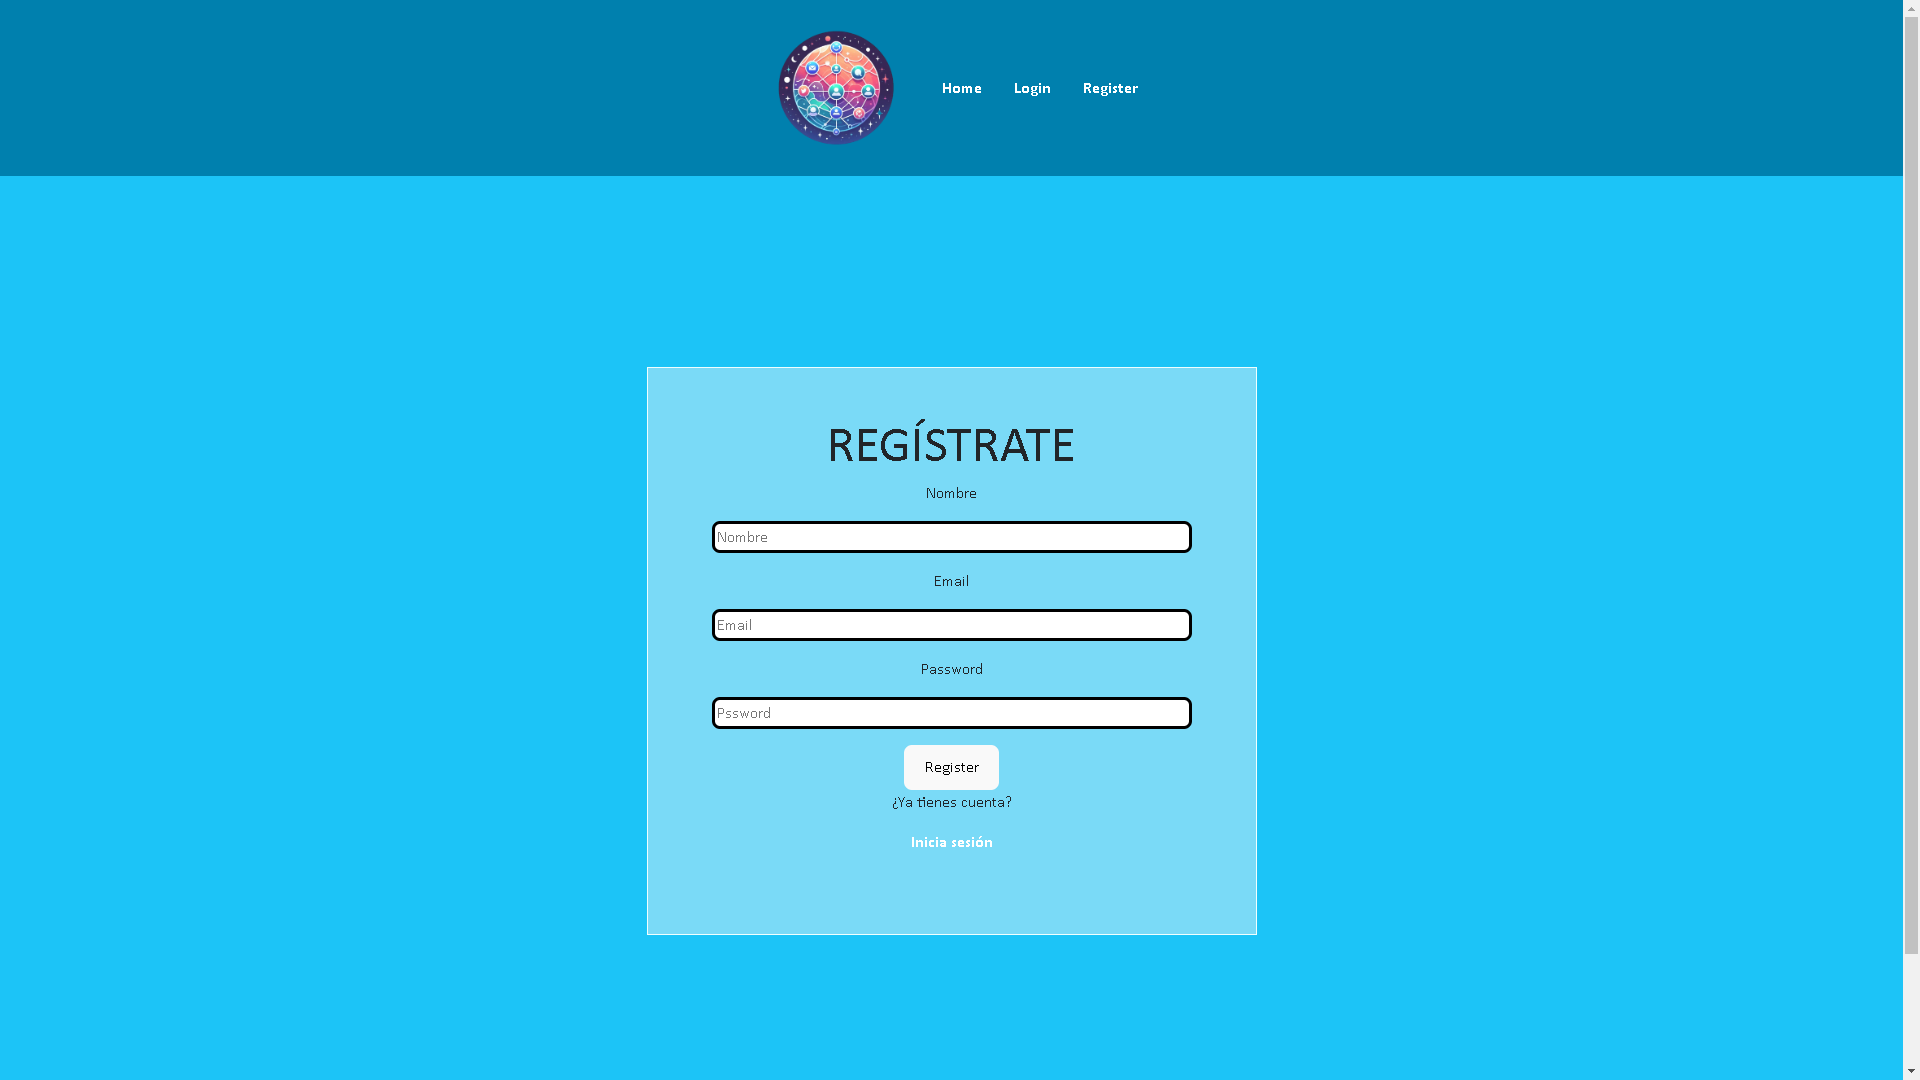 Home
Login
Register
REGÍSTRATE
Nombre
Nombre
Email
Email
Password
Pssword
Register
¿Ya tienes cuenta?
Inicia sesión